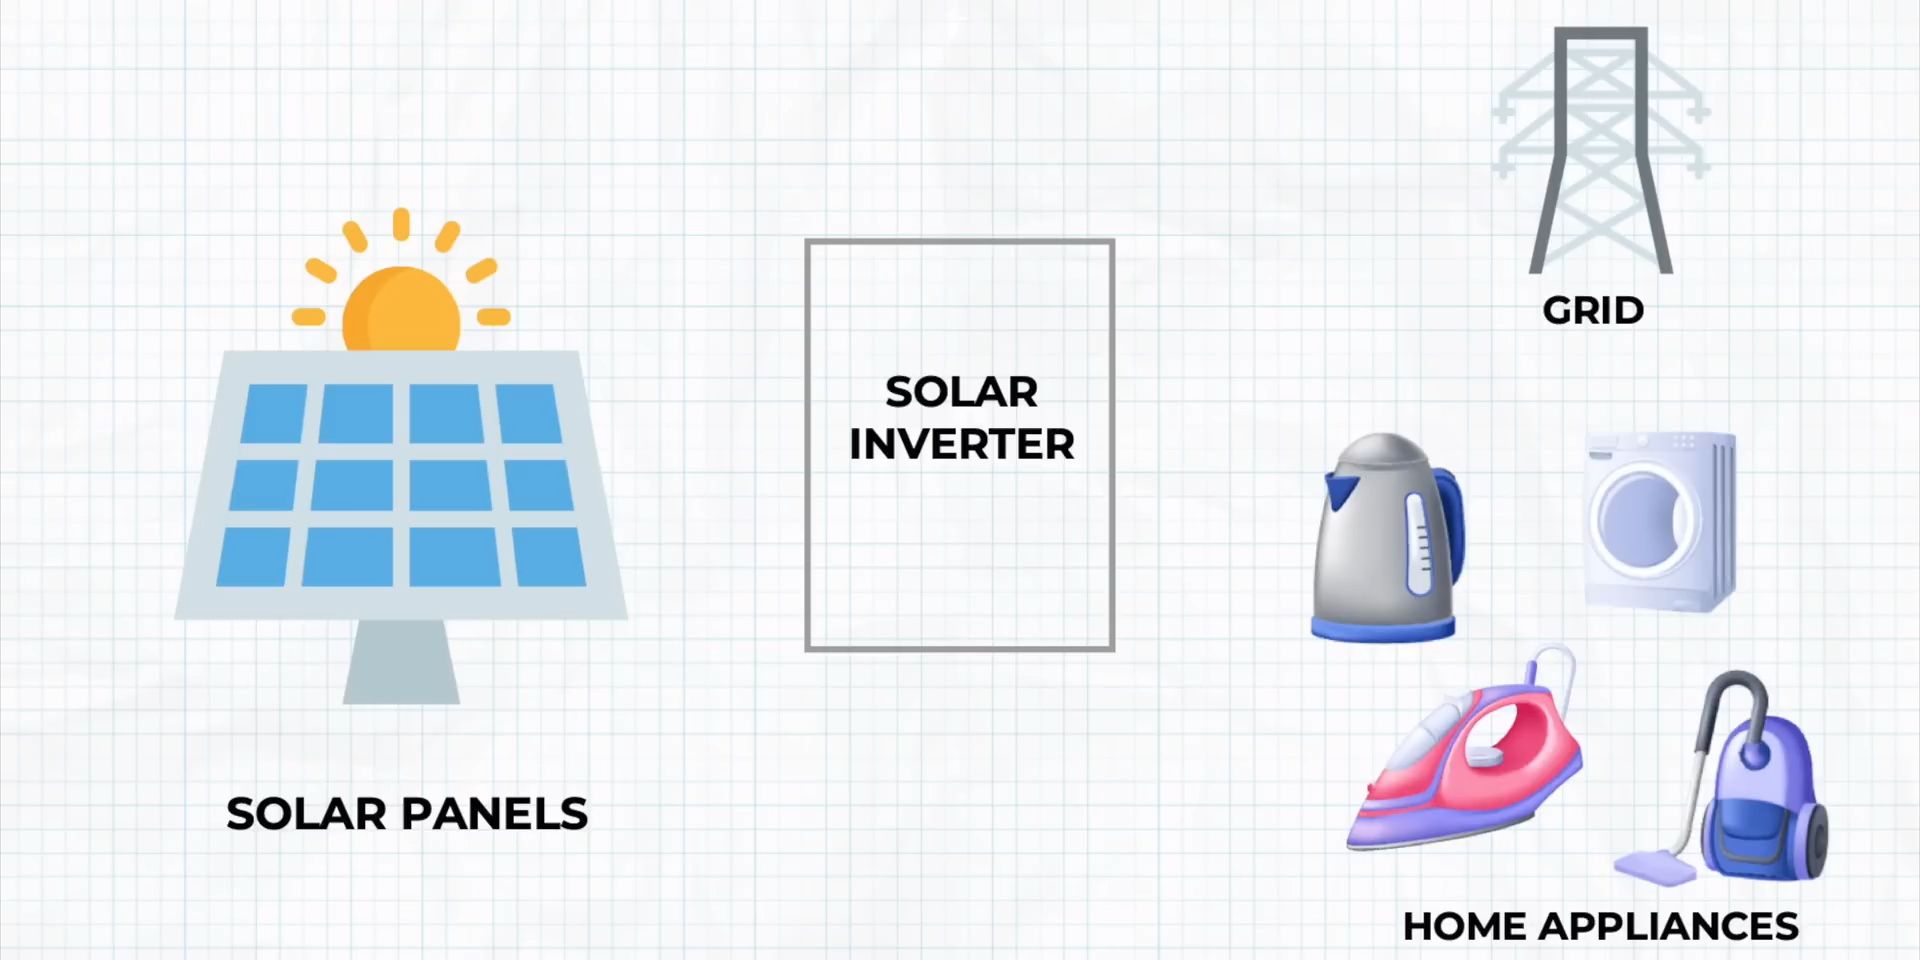 GRID
SOLAR
INVERTER
SOLAR PANELS
HOME APPLIANCES